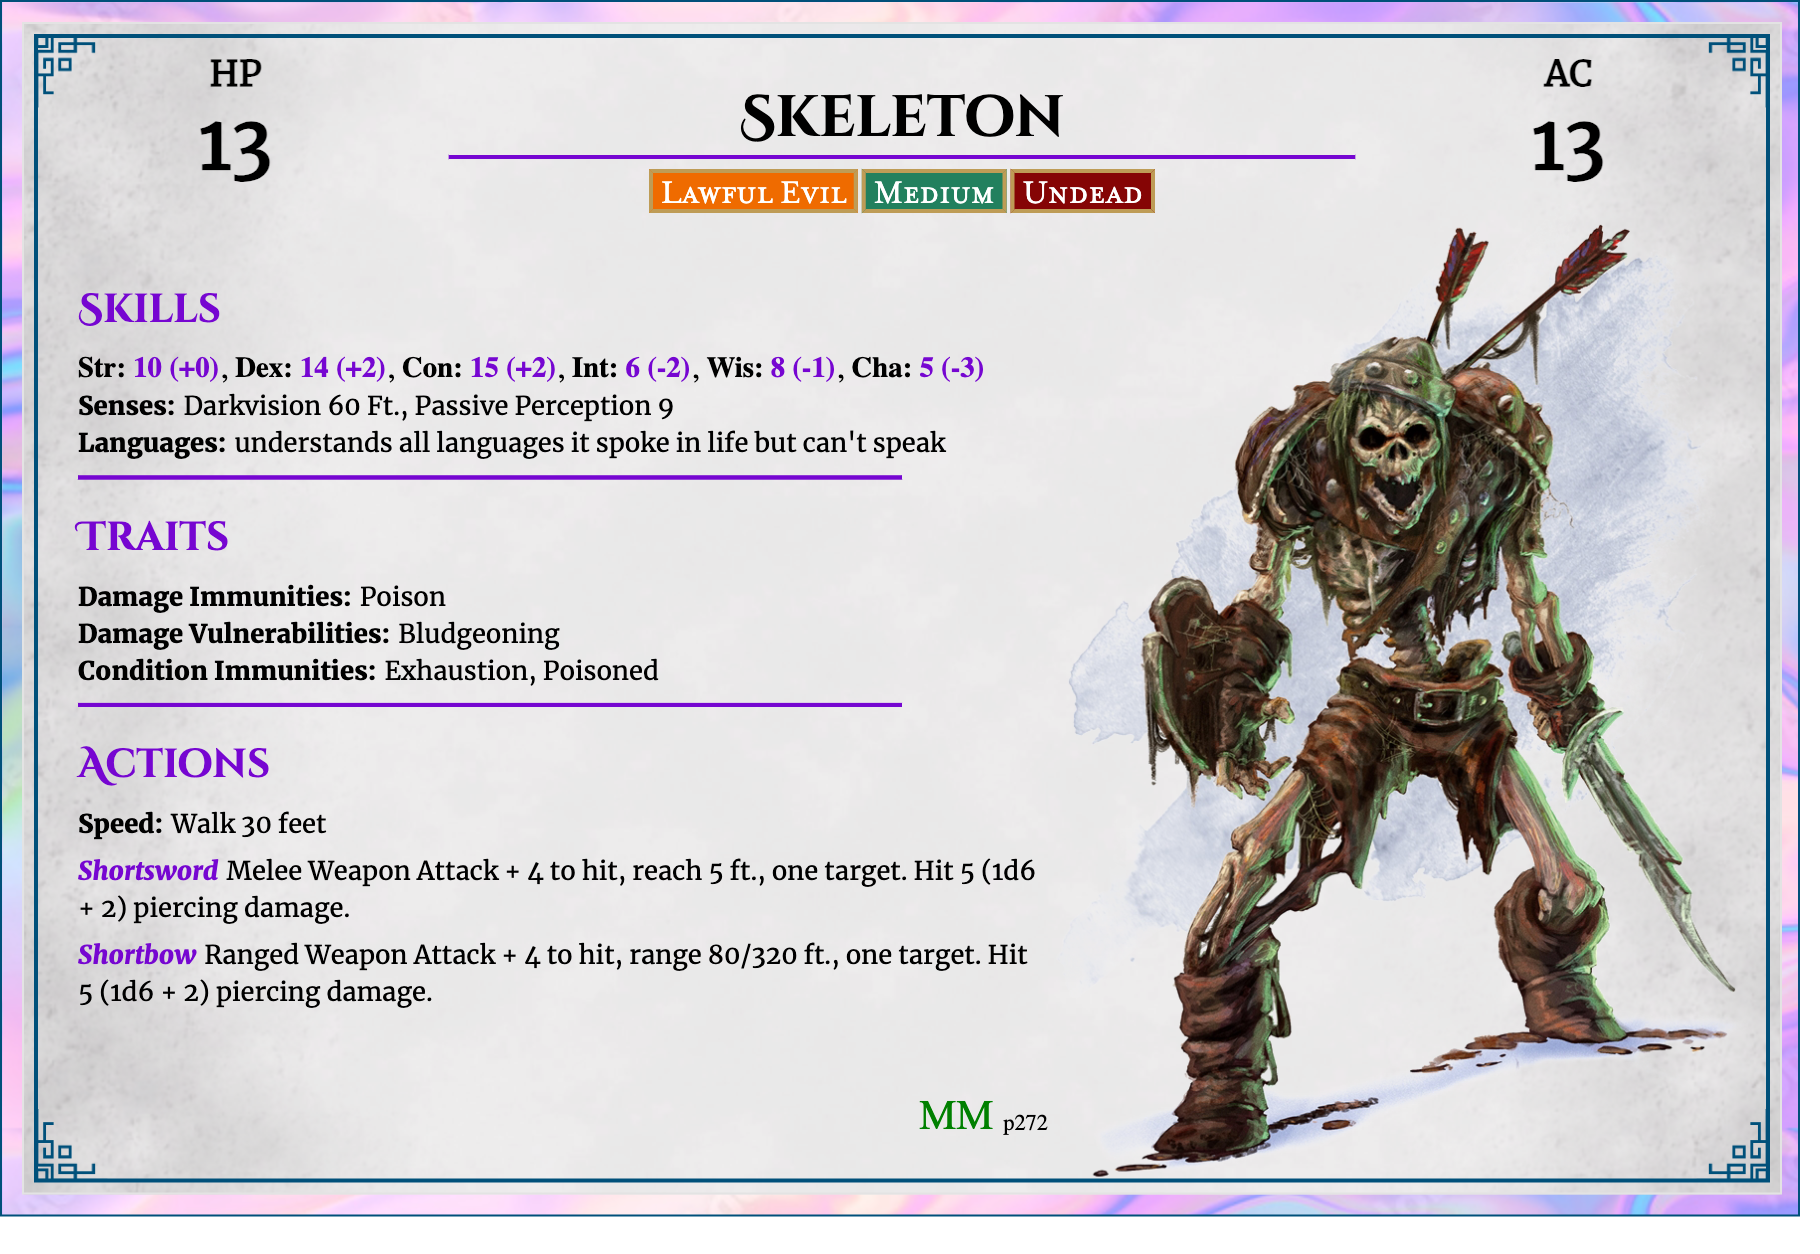 HP
13
SKELETON
AC
13
LAWFUL EVIL MEDIUM UNDEAD
SKILLS
Str: 10 (+0), Dex: 14 (+2), Con: 15 (+2), Int: 6 (-2), Wis: 8 (-1), Cha: 5 (-3)
Senses: Darkvision 60 Ft., Passive Perception 9
Languages: understands all languages it spoke in life but can't speak
TRAITS
Damage Immunities: Poison
Damage Vulnerabilities: Bludgeoning
Condition Immunities: Exhaustion, Poisoned
ACTIONS
Speed: Walk 30 feet
Shortsword Melee Weapon Attack + 4 to hit, reach 5 ft., one target. Hit 5 (1d6
+ 2) piercing damage.
Shortbow Ranged Weapon Attack + 4 to hit, range 80/320 ft., one target. Hit
5 (1d6 + 2) piercing damage.
MM p272